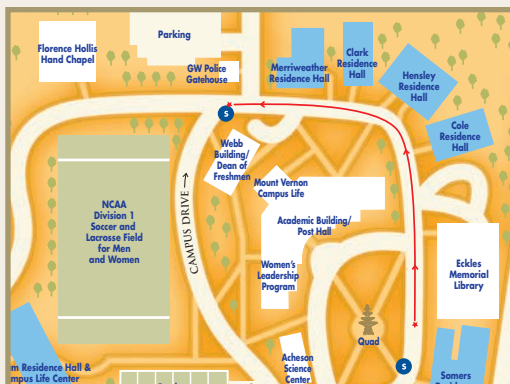 Parking
Florence Hollis
Hand Chapel
GW Police
Gatehouse
Merriweather
Residence Hall
Clark
Residence
Hall
Hensley
Residence
Hall
Cole
Residence
Hall
S
Webb
Building/
Dean of
Freshmen
Mount Vernon
Campus Life
NCAA
Division 1
Soccer and
Lacrosse Field
for Men
and Women
CAMPUS DRIVE →
Academic Building/
Post Hall
Women's
Leadership
Program
Eckles
Memorial
Library
Quad
S
Acheson
Science
Center
Somers
am Residence Hall &
mpus Life Center